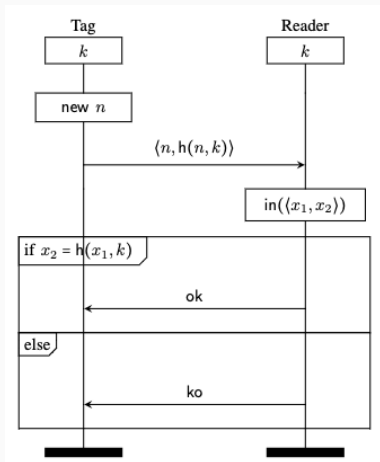 Tag Reader
k k
new n
⟨n, h(n, k)⟩
in(⟨x₁, x₂⟩)
if x₂ = h(x₁, k)
ok
else
ko